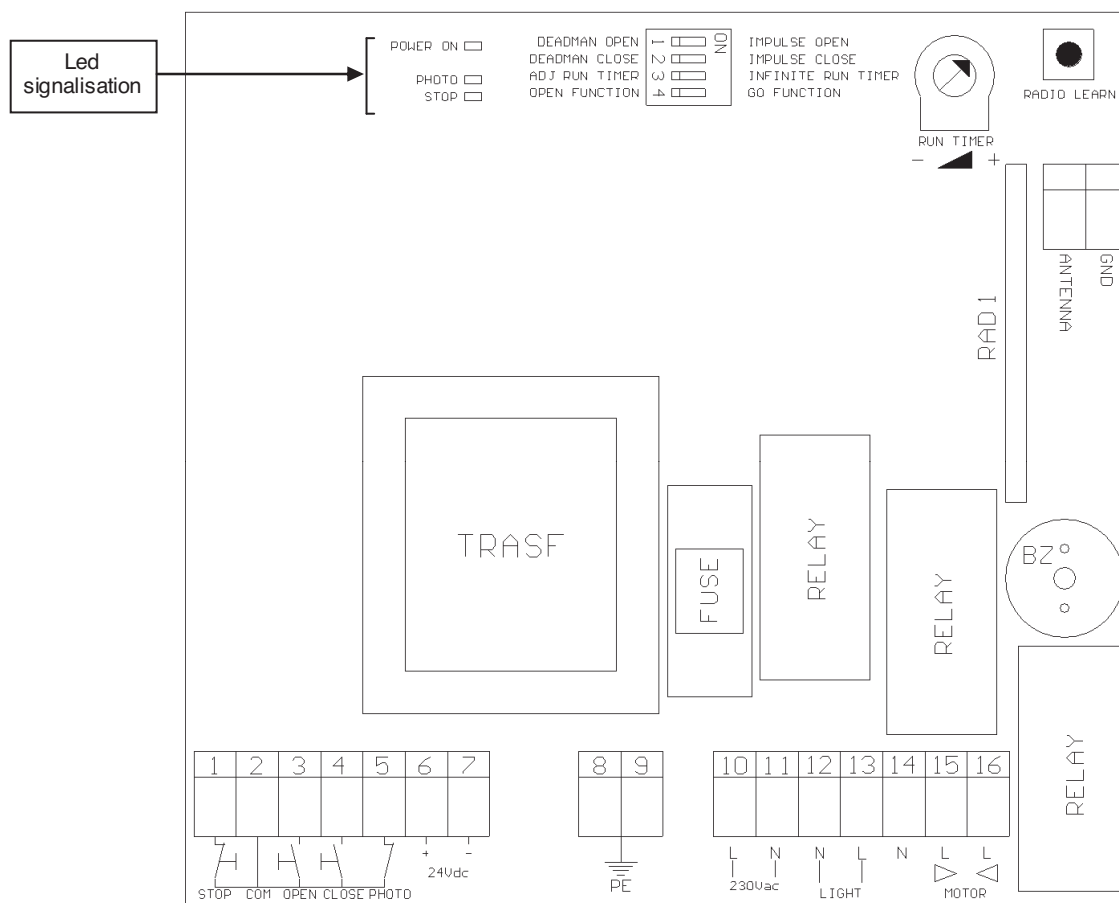 Led
signalisation
POWER ON
PHOTO
STOP
DEADMAN OPEN 1 ON IMPULSE OPEN
DEADMAN CLOSE 2 IMPULSE CLOSE
ADJ RUN TIMER 3 INFINITE RUN TIMER
OPEN FUNCTION 4 GO FUNCTION
RUN TIMER
- +
RADIO LEARN
ANTENNA
GND
RAD1
TRASF
FUSE
RELAY
RELAY
BZ
RELAY
1 2 3 4 5 6 7
8 9
10 11 12 13 14 15 16
+ -
24Vdc
STOP COM OPEN CLOSE PHOTO
PE
L N N L N L L
230Vac LIGHT MOTOR